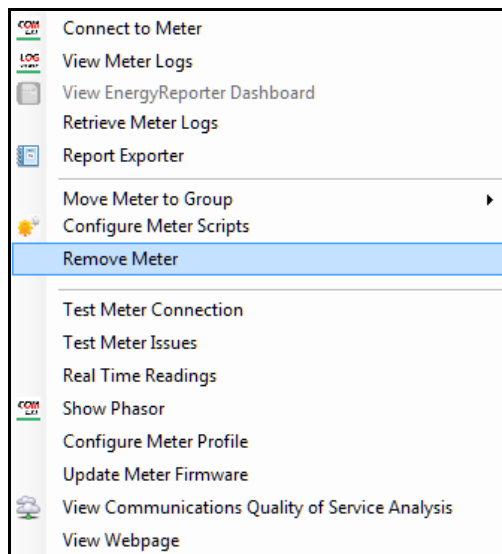 Connect to Meter
View Meter Logs
View EnergyReporter Dashboard
Retrieve Meter Logs
Report Exporter
Move Meter to Group
Configure Meter Scripts
Remove Meter
Test Meter Connection
Test Meter Issues
Real Time Readings
Show Phasor
Configure Meter Profile
Update Meter Firmware
View Communications Quality of Service Analysis
View Webpage